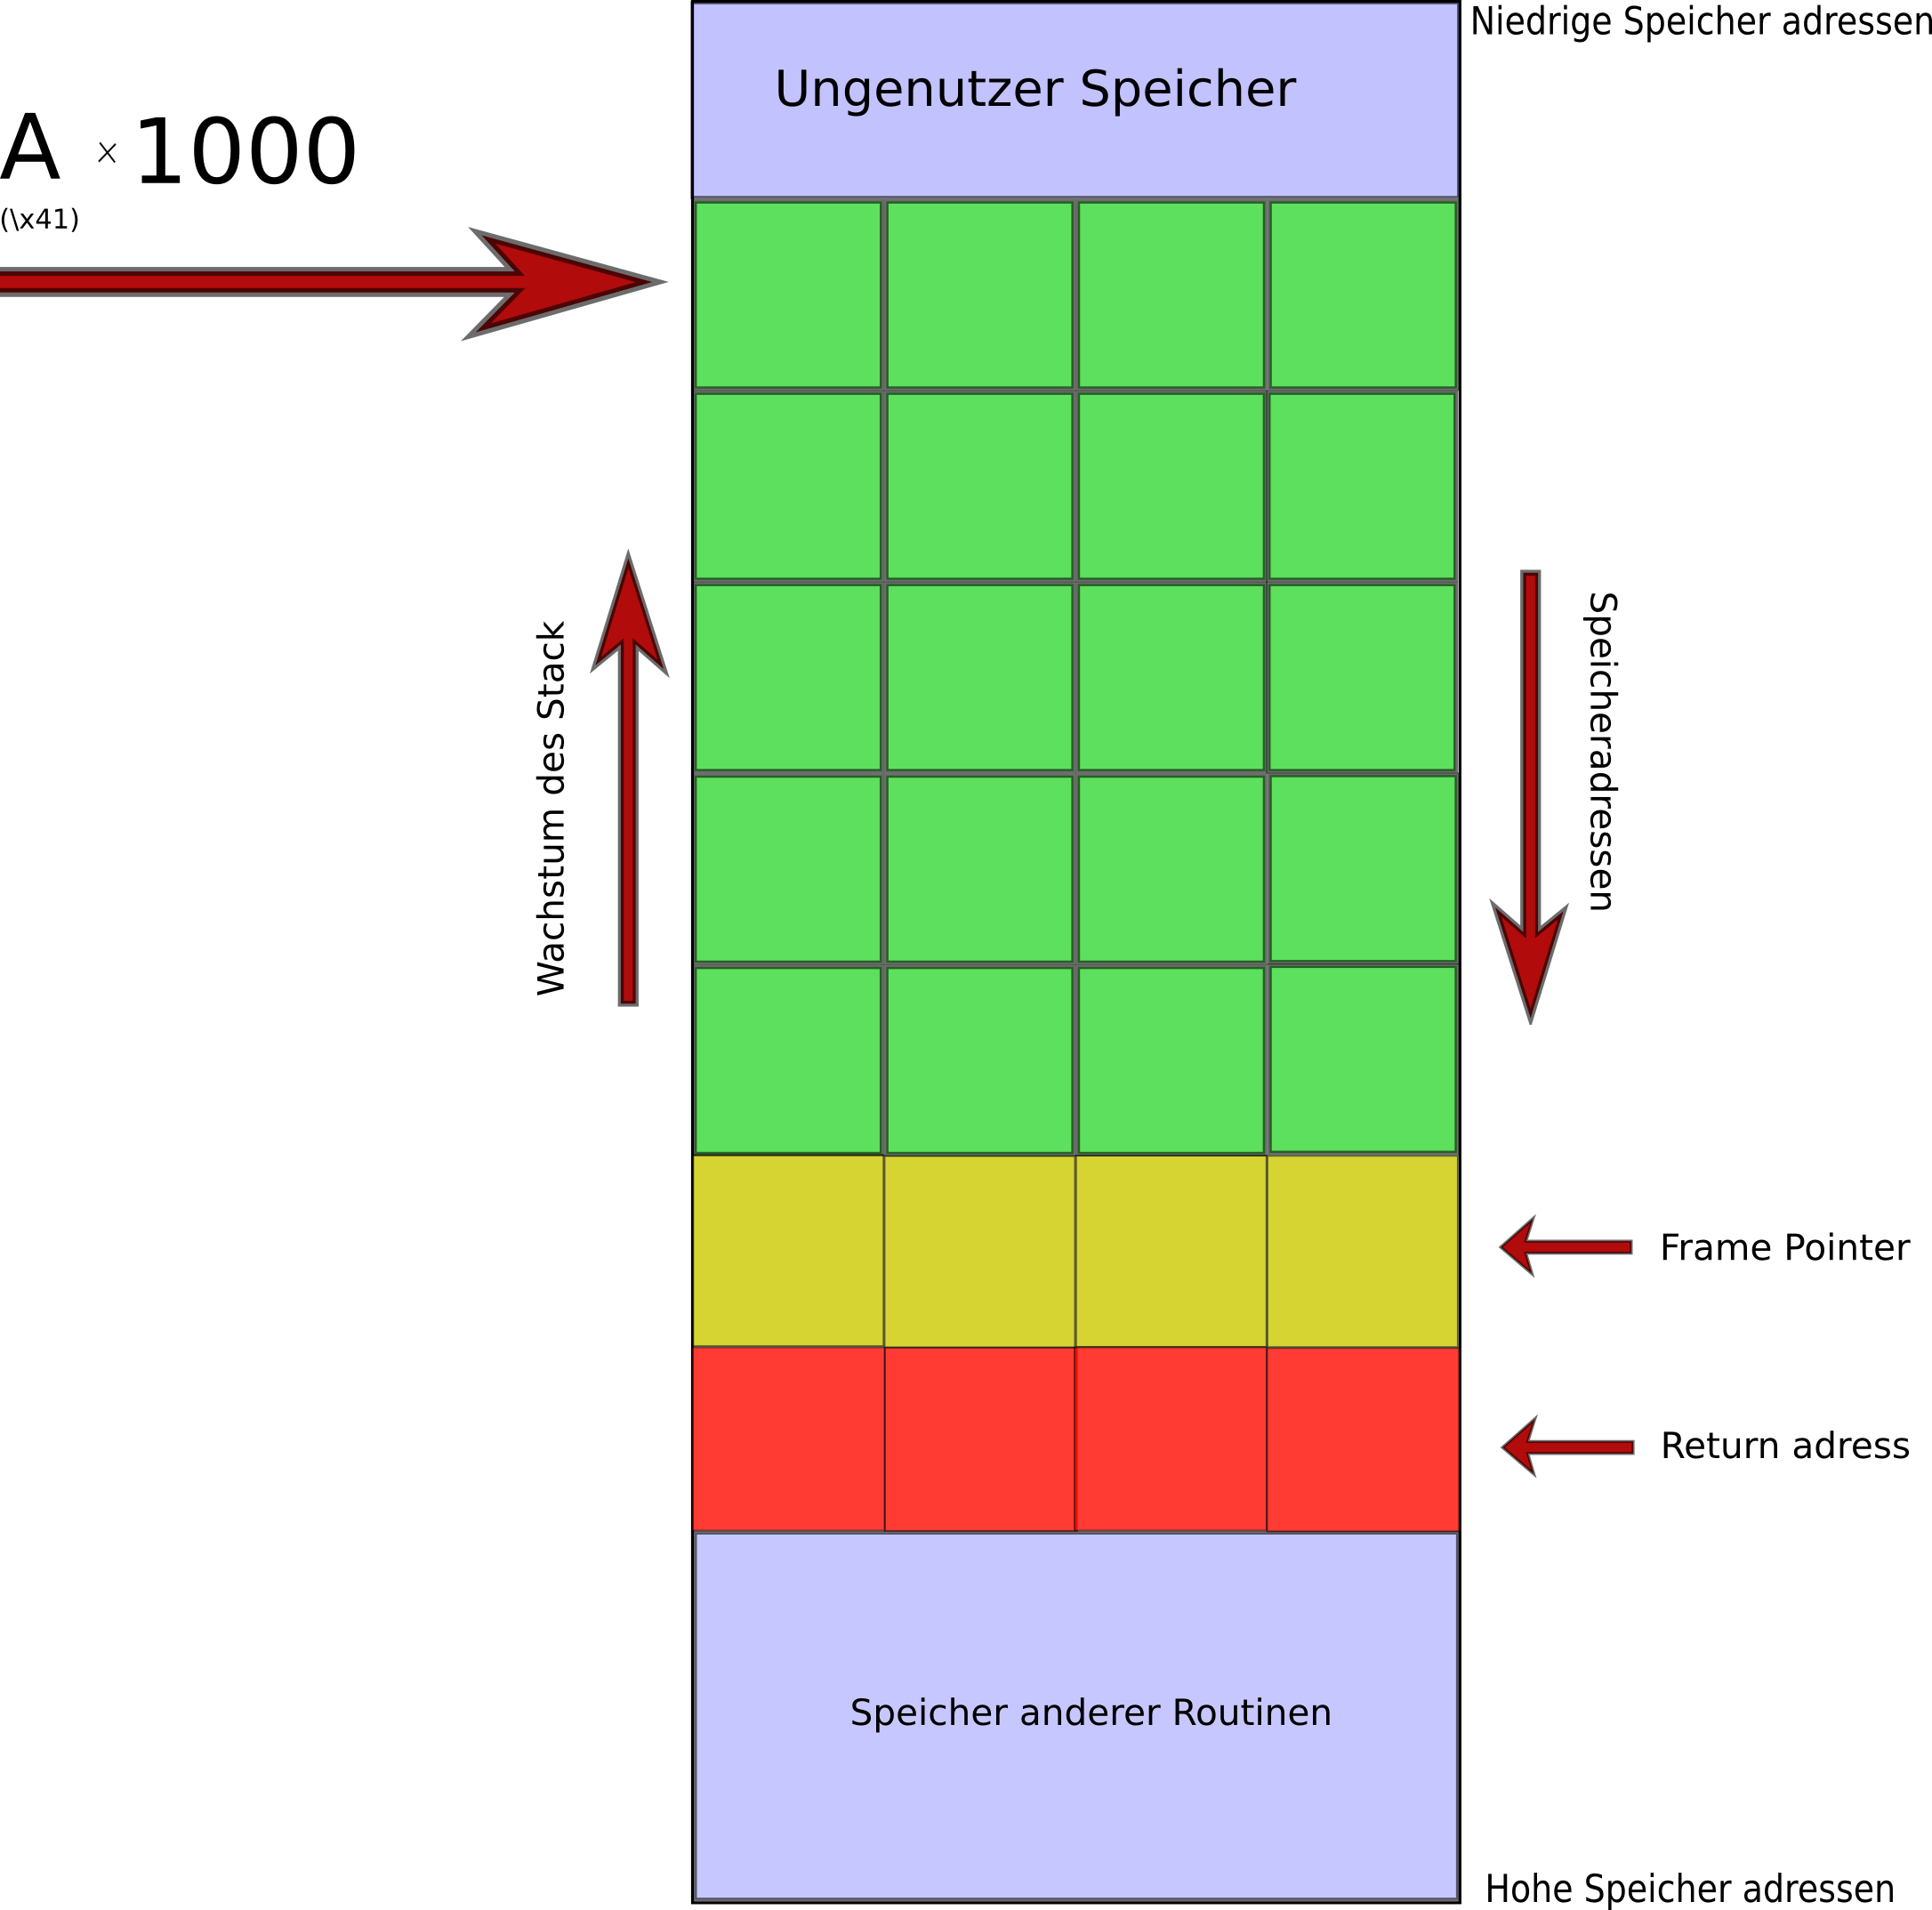 Niedrige Speicher adressen
Ungenutzer Speicher
A × 1000
(\x41)
Wachstum des Stack
Speicheradressen
Frame Pointer
Return adress
Speicher anderer Routinen
Hohe Speicher adressen